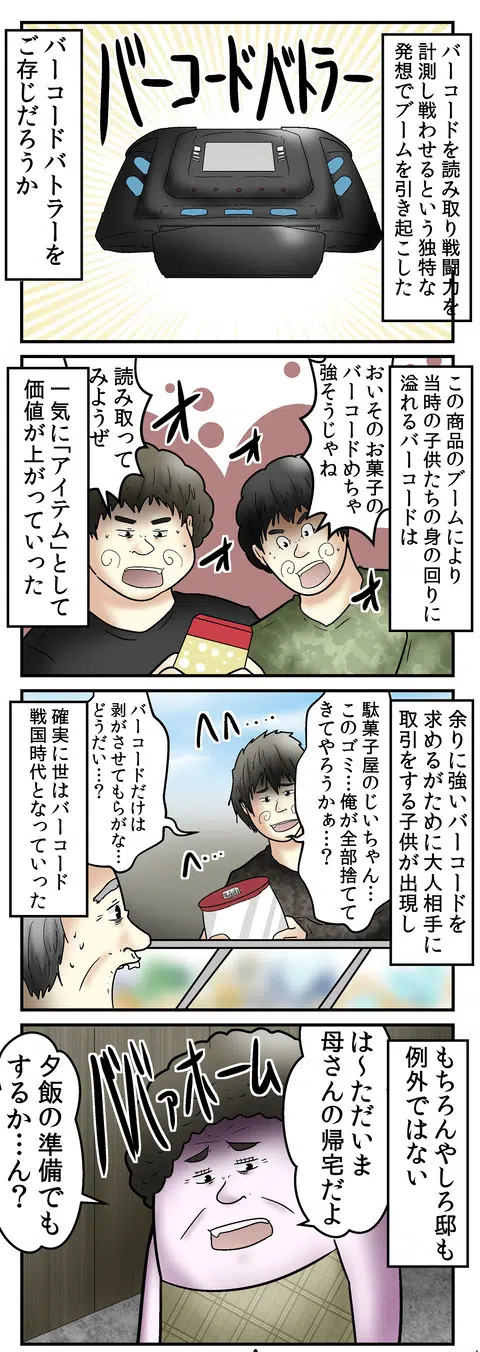 バーコードを読み取り戦闘力を
計測し戦わせるという独特な
発想でブームを引き起こした
バーコードベトラー
バーコードバトラーを
ご存じだろうか
この商品のブームにより
当時の子供たちの身の回りに
溢れるバーコードは
おいそのお菓子の
バーコードめちゃ
強そうじゃね
読み取って
みようぜ
一気に「アイテム」として
価値が上がっていった
余りに強いバーコードを
求めるがために大人相手に
取引をする子供が出現し
駄菓子屋のじいちゃん…
このゴミ…俺が全部捨てて
きてやろうかぁ…?
へへ‥‥
バーコードだけは
剥がさせてもらがな…
どうだい…?
へ…
確実に世はバーコード
戦国時代となっていった
もちろんやしろ邸も
例外ではない
は〜ただいま
母さんの帰宅だよ
ババァホーム
夕飯の準備でも
するか…ん?